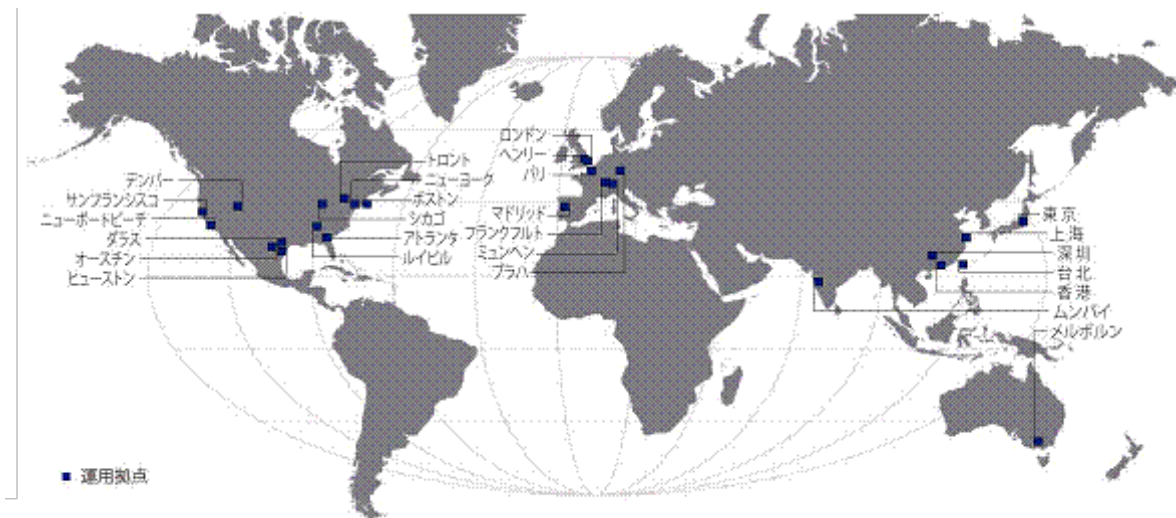 デンバー
サンフランシスコ
ニューポートビーチ
ダラス
オースチン
ヒューストン
トロント
ニューヨーク
ボストン
シカゴ
アトランタ
ルイビル
ロンドン
ヘンリー
パリ
マドリッド
フランクフルト
ミュンヘン
プラハ
東京
上海
深圳
台北
香港
ムンバイ
メルボルン
■ 運用拠点